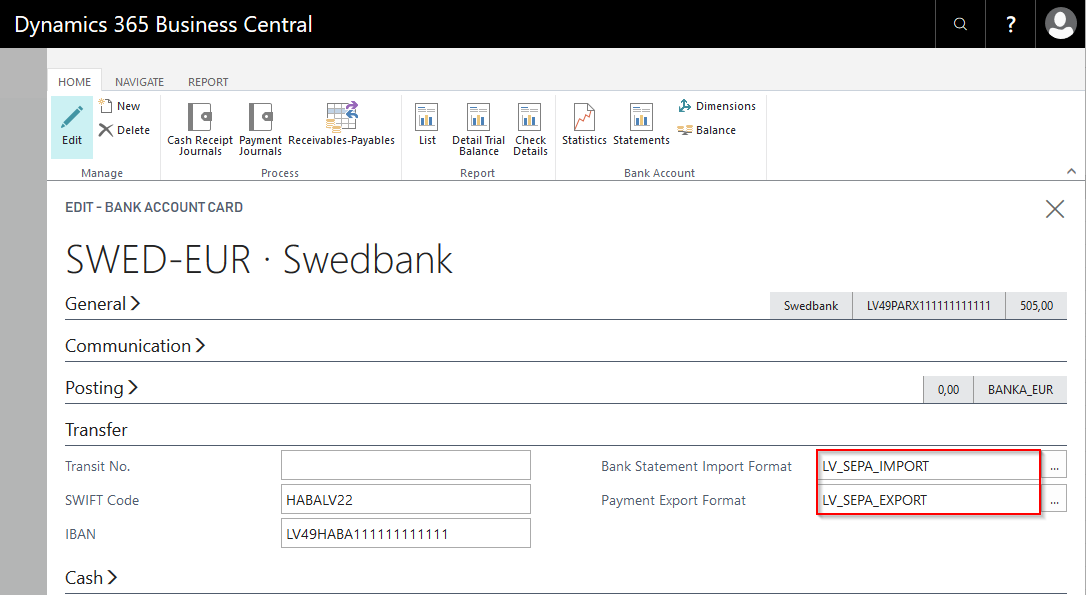 Dynamics 365 Business Central
?
HOME NAVIGATE REPORT
Edit
New
Delete
Manage
Cash Receipt Journals
Payment Journals
Receivables-Payables
Process
List
Detail Trial Balance
Check Details
Report
Statistics
Statements
Dimensions
Balance
Bank Account
EDIT - BANK ACCOUNT CARD
SWED-EUR · Swedbank
General Swedbank LV49PARX111111111111 505,00
Communication
Posting 0,00 BANKA_EUR
Transfer
Transit No.
SWIFT Code HABALV22
IBAN LV49HABA111111111111
Bank Statement Import Format LV_SEPA_IMPORT ...
Payment Export Format LV_SEPA_EXPORT ...
Cash